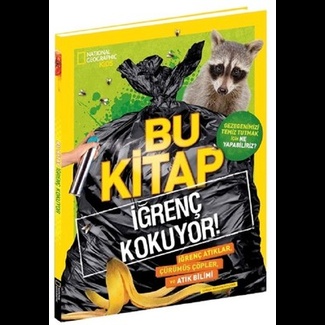 NATIONAL
GEOGRAPHIC
KiDS
GEZEGENİMİZİ
TEMİZ TUTMAK
İÇİN NE
YAPABİLİRİZ?
BU
KİTAP
İĞRENÇ
KOKUYOR!
İĞRENÇ ATIKLAR,
ÇÜRÜMÜŞ ÇÖPLER,
VE ATIK BİLİMİ